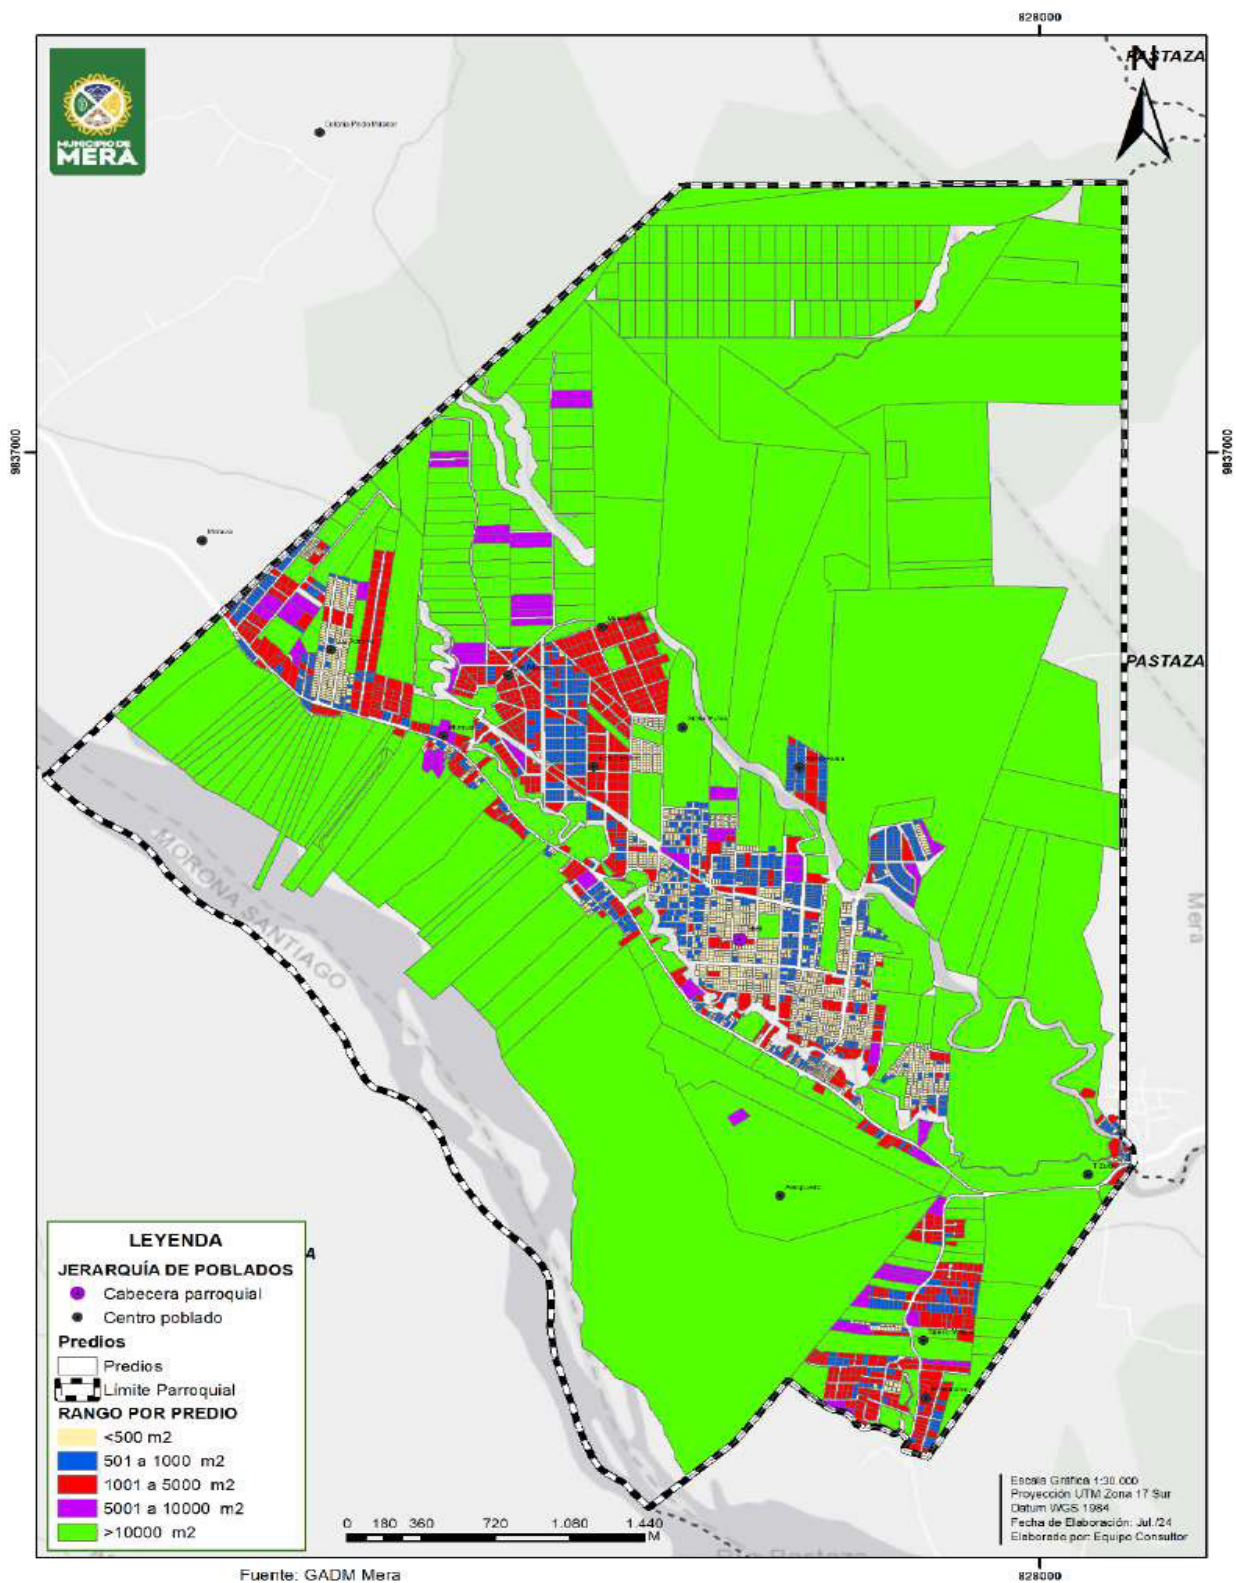 828000
PASTAZA
N
MUNICIPIO DE
MERA
9837000
9837000
PASTAZA
MORONA SANTIAGO
Mera
LEYENDA
A
JERARQUÍA DE POBLADOS
Cabecera parroquial
Centro poblado
Predios
Predios
Límite Parroquial
RANGO POR PREDIO
<500 m2
501 a 1000 m2
1001 a 5000 m2
5001 a 10000 m2
>10000 m2
0 180 360 720 1.080 1.440
M
Escala Gráfica 1:30.000
Proyección UTM Zona 17 Sur
Datum WGS 1984
Fecha de Elaboración: Jul./24
Elaborado por: Equipo Consultor
828000
Fuente: GADM Mera